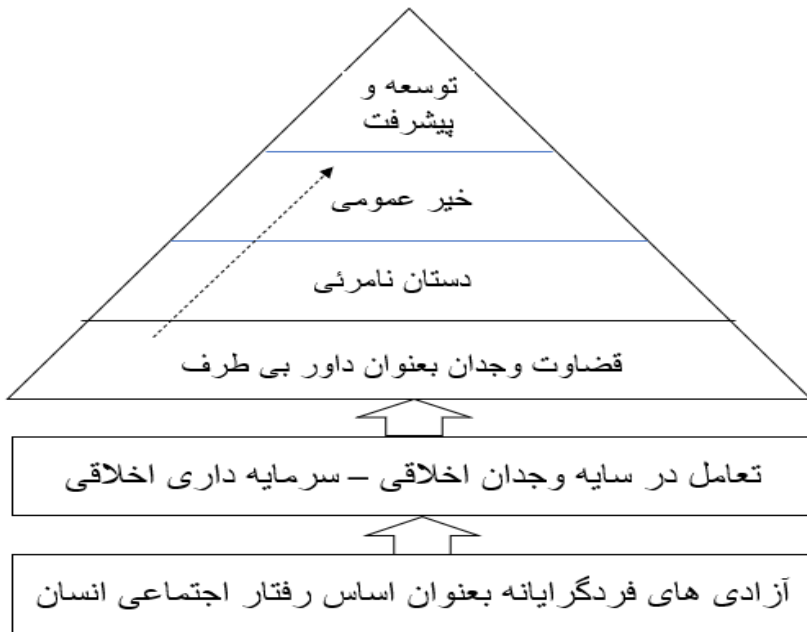 توسعه و
پیشرفت
خیر عمومی
دستان نامرئی
قضاوت وجدان بعنوان داور بی طرف
تعامل در سایه وجدان اخلاقی – سرمایه داری اخلاقی
آزادی های فردگرایانه بعنوان اساس رفتار اجتماعی انسان